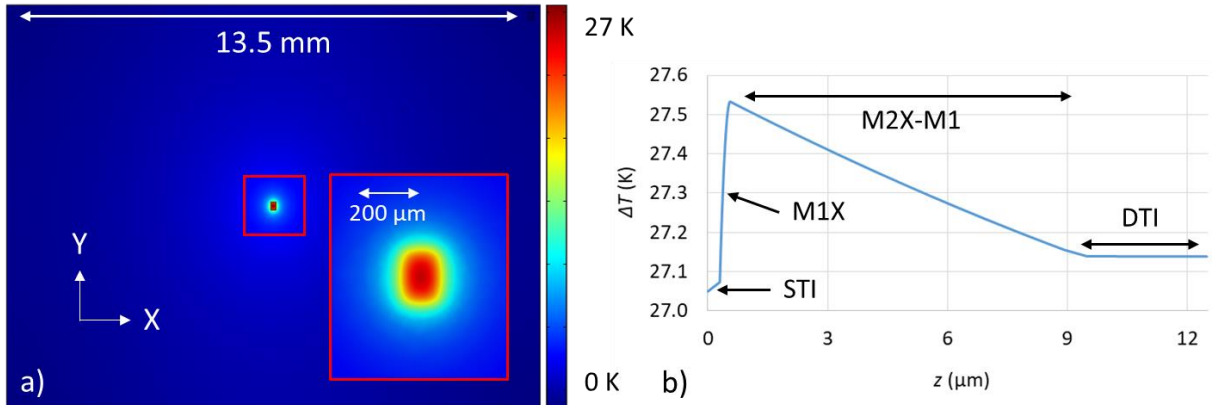 13.5 mm
200 µm
Y
X
a)
27 K
0 K
27.6
27.5
27.4
27.3
27.2
27.1
27.0
ΔT (K)
M2X-M1
M1X
DTI
STI
0
3
6
9
12
z (µm)
b)